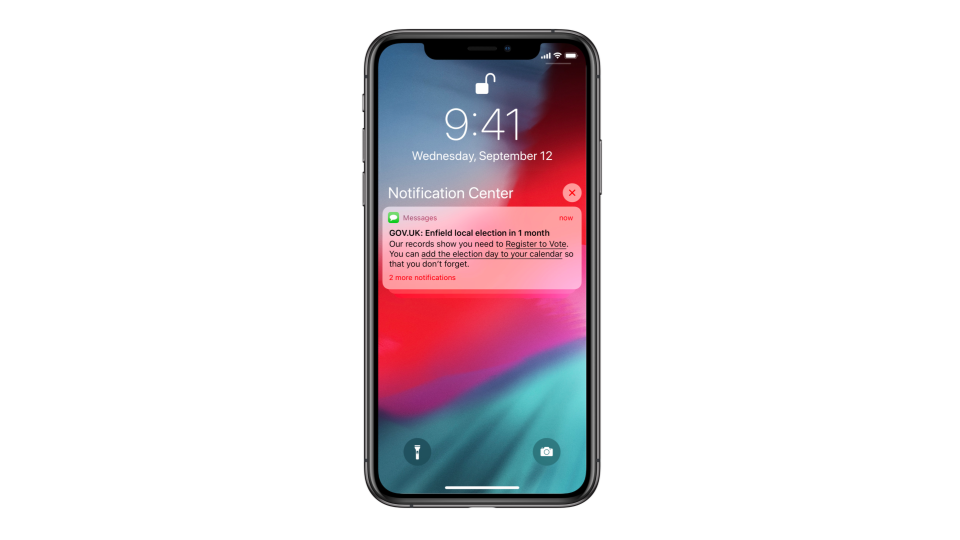 9:41
Wednesday, September 12
Notification Center
Messages
now
GOV.UK: Enfield local election in 1 month
Our records show you need to Register to Vote.
You can add the election day to your calendar so
that you don't forget.
2 more notifications